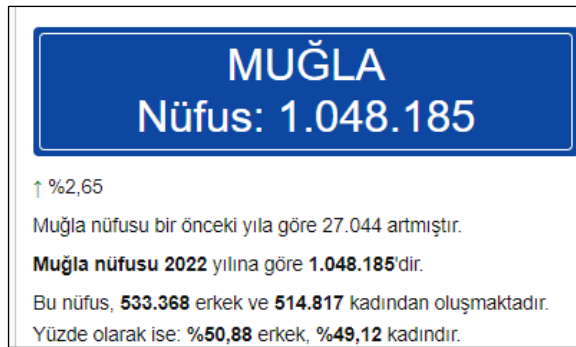 MUĞLA
Nüfus: 1.048.185
↑ %2,65
Muğla nüfusu bir önceki yıla göre 27.044 artmıştır.
Muğla nüfusu 2022 yılına göre 1.048.185'dir.
Bu nüfus, 533.368 erkek ve 514.817 kadından oluşmaktadır.
Yüzde olarak ise: %50,88 erkek, %49,12 kadındır.